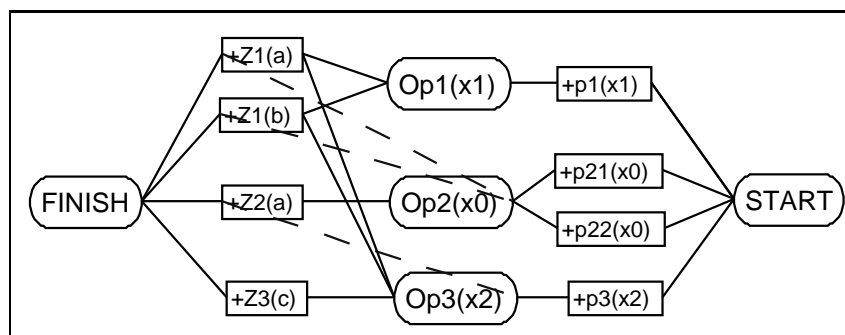 +Z1(a)
Op1(x1)
+p1(x1)
+Z1(b)
+p21(x0)
FINISH
+Z2(a)
Op2(x0)
START
+p22(x0)
+Z3(c)
Op3(x2)
+p3(x2)